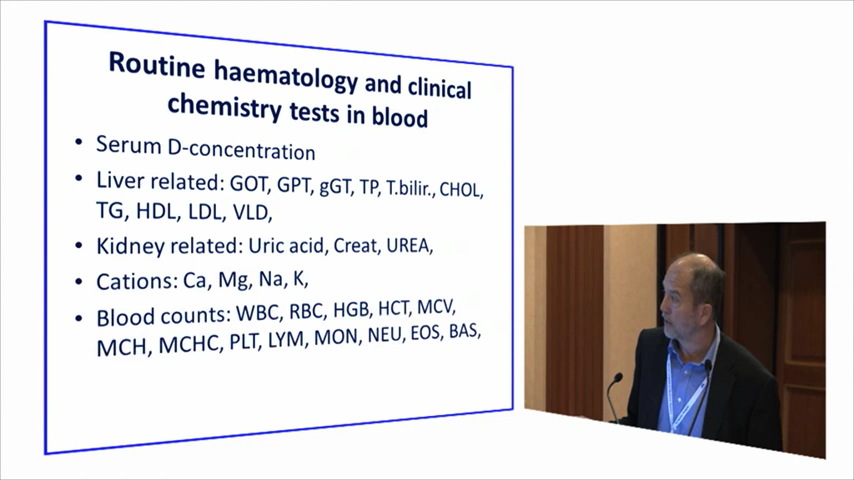 Routine haematology and clinical
chemistry tests in blood
• Serum D-concentration
• Liver related: GOT, GPT, gGT, TP, T.bilir., CHOL,
TG, HDL, LDL, VLD,
• Kidney related: Uric acid, Creat, UREA,
• Cations: Ca, Mg, Na, K,
• Blood counts: WBC, RBC, HGB, HCT, MCV,
MCH, MCHC, PLT, LYM, MON, NEU, EOS, BAS,